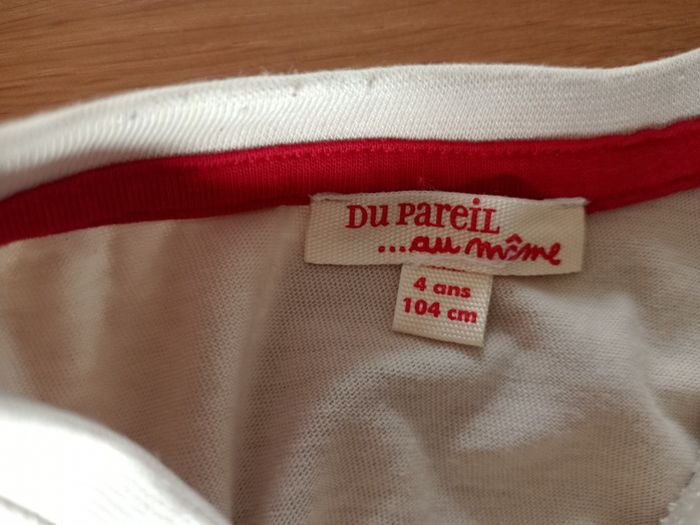 DU PAREIL
...au même
4 ans
104 cm